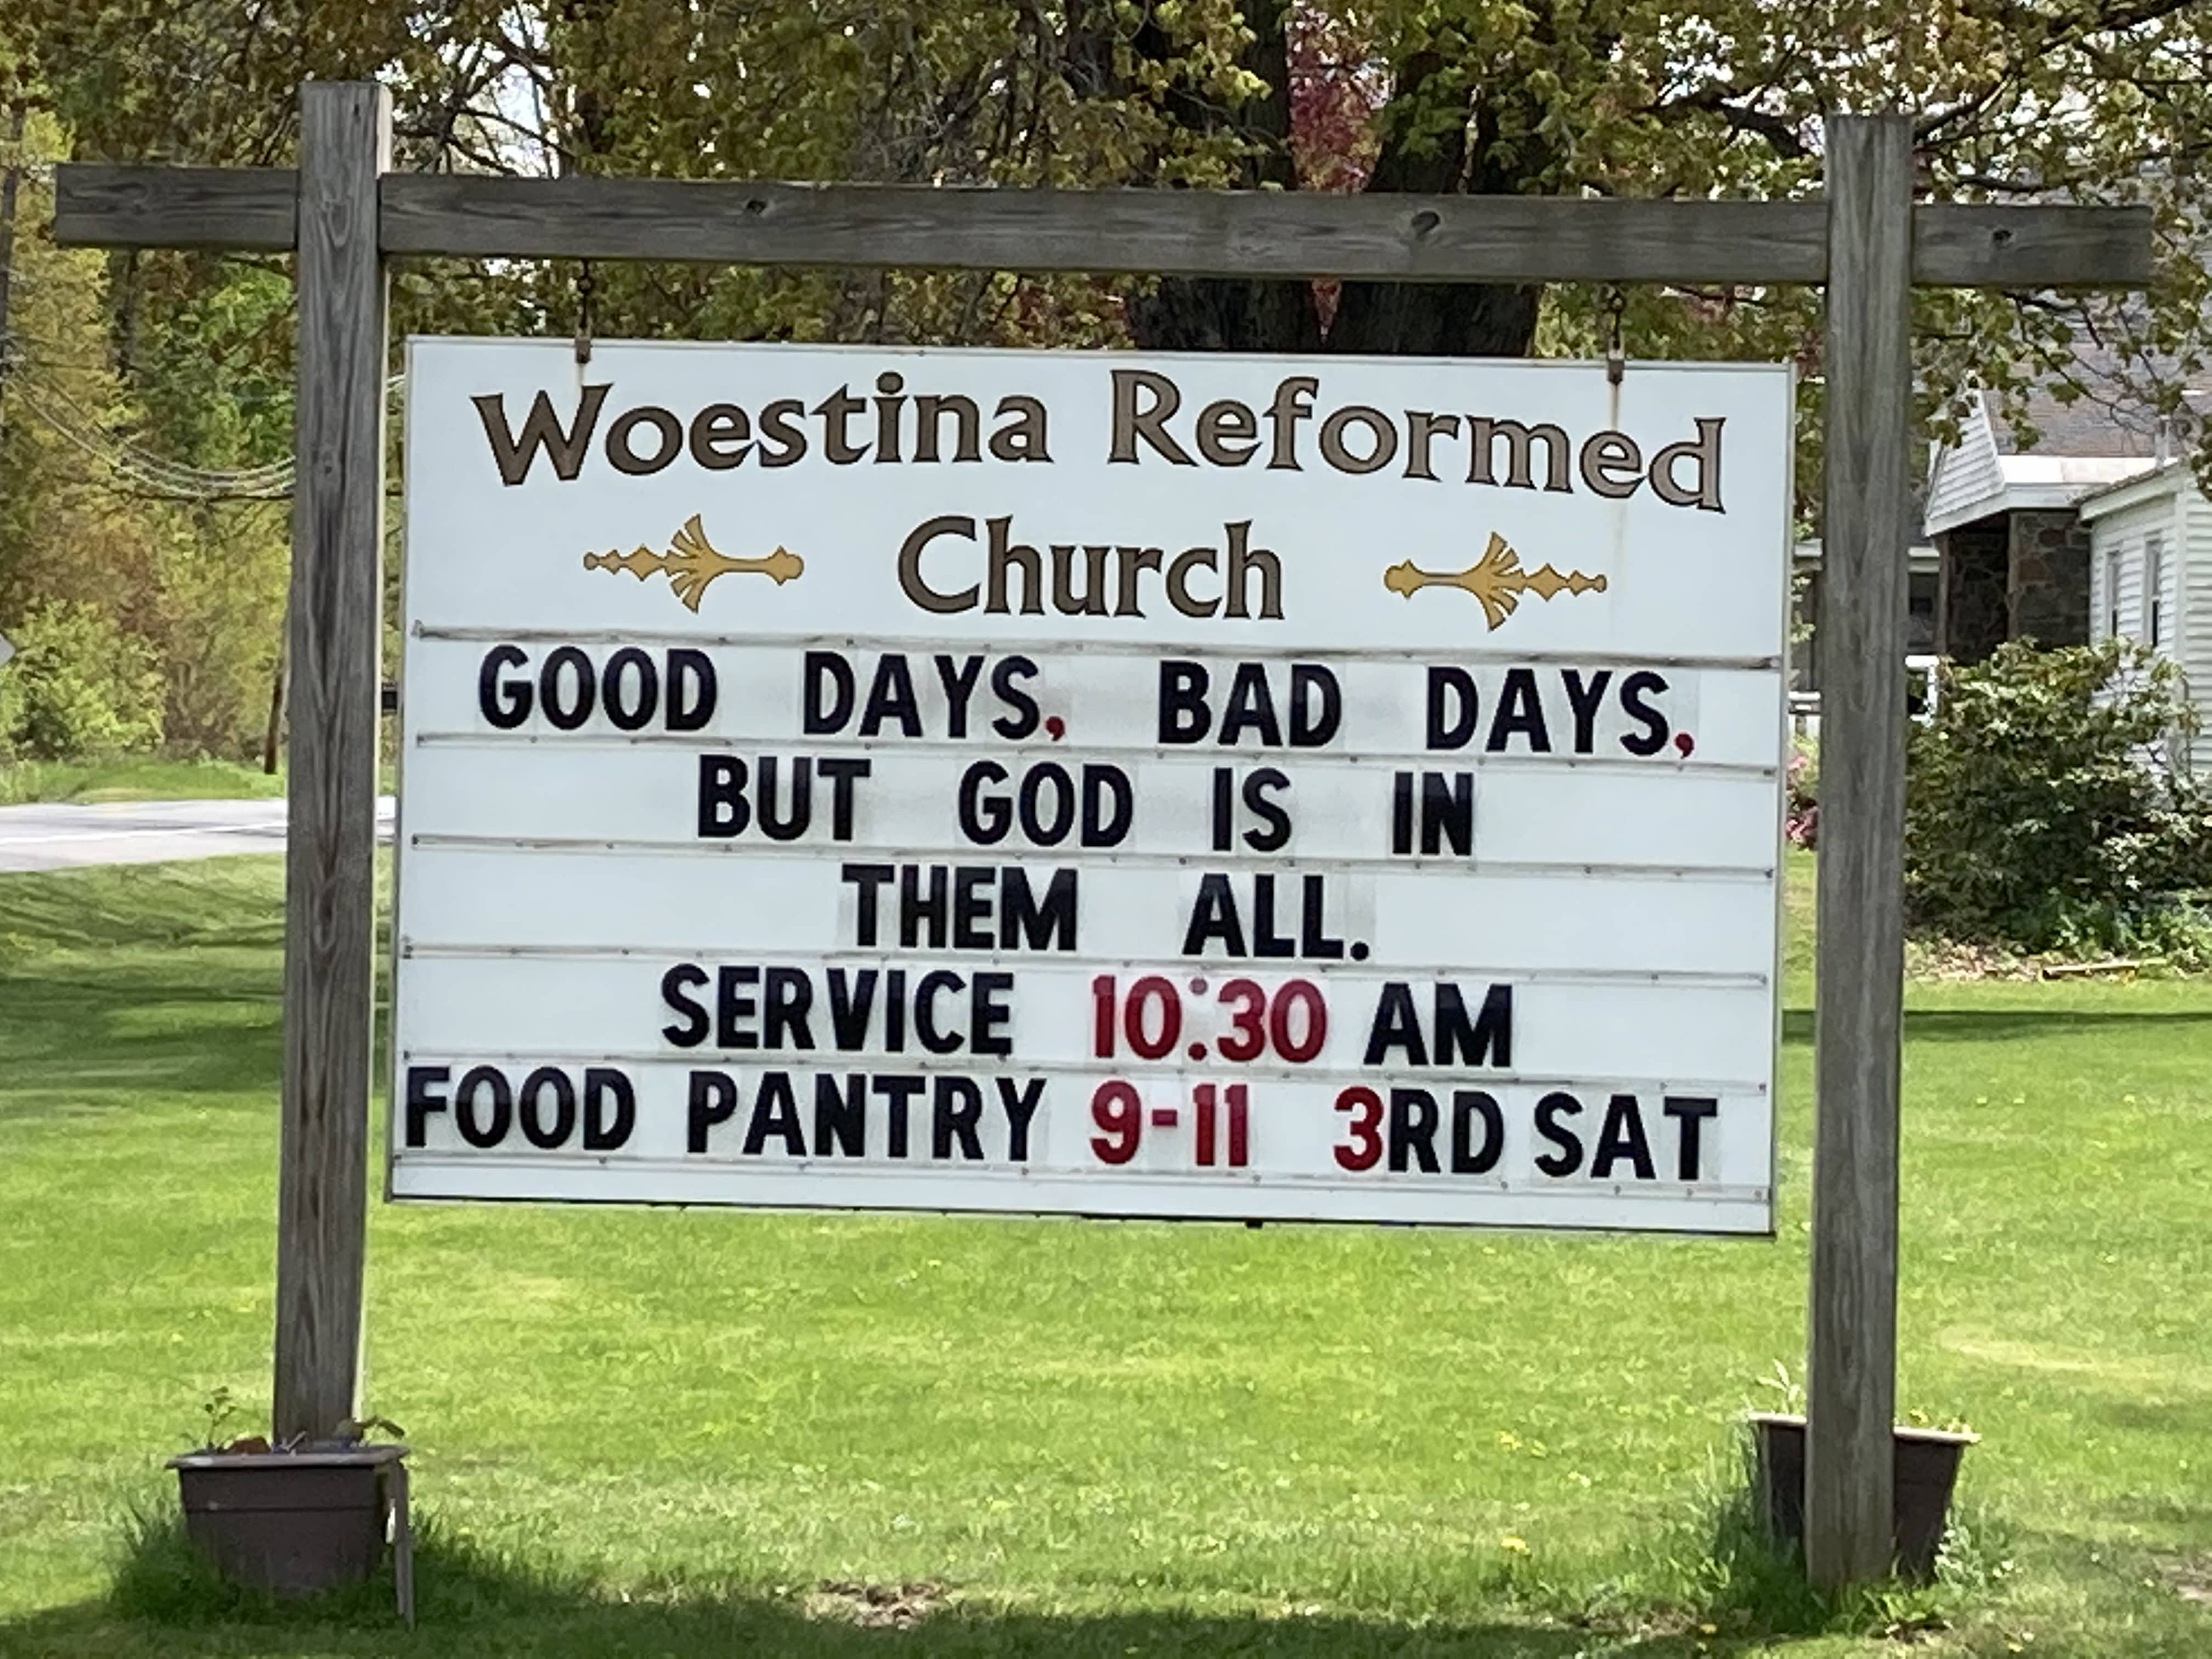 Woestina Reformed
Church
GOOD DAYS, BAD DAYS,
BUT GOD IS IN
THEM ALL.
SERVICE 10:30 AM
FOOD PANTRY 9-11 3RD SAT